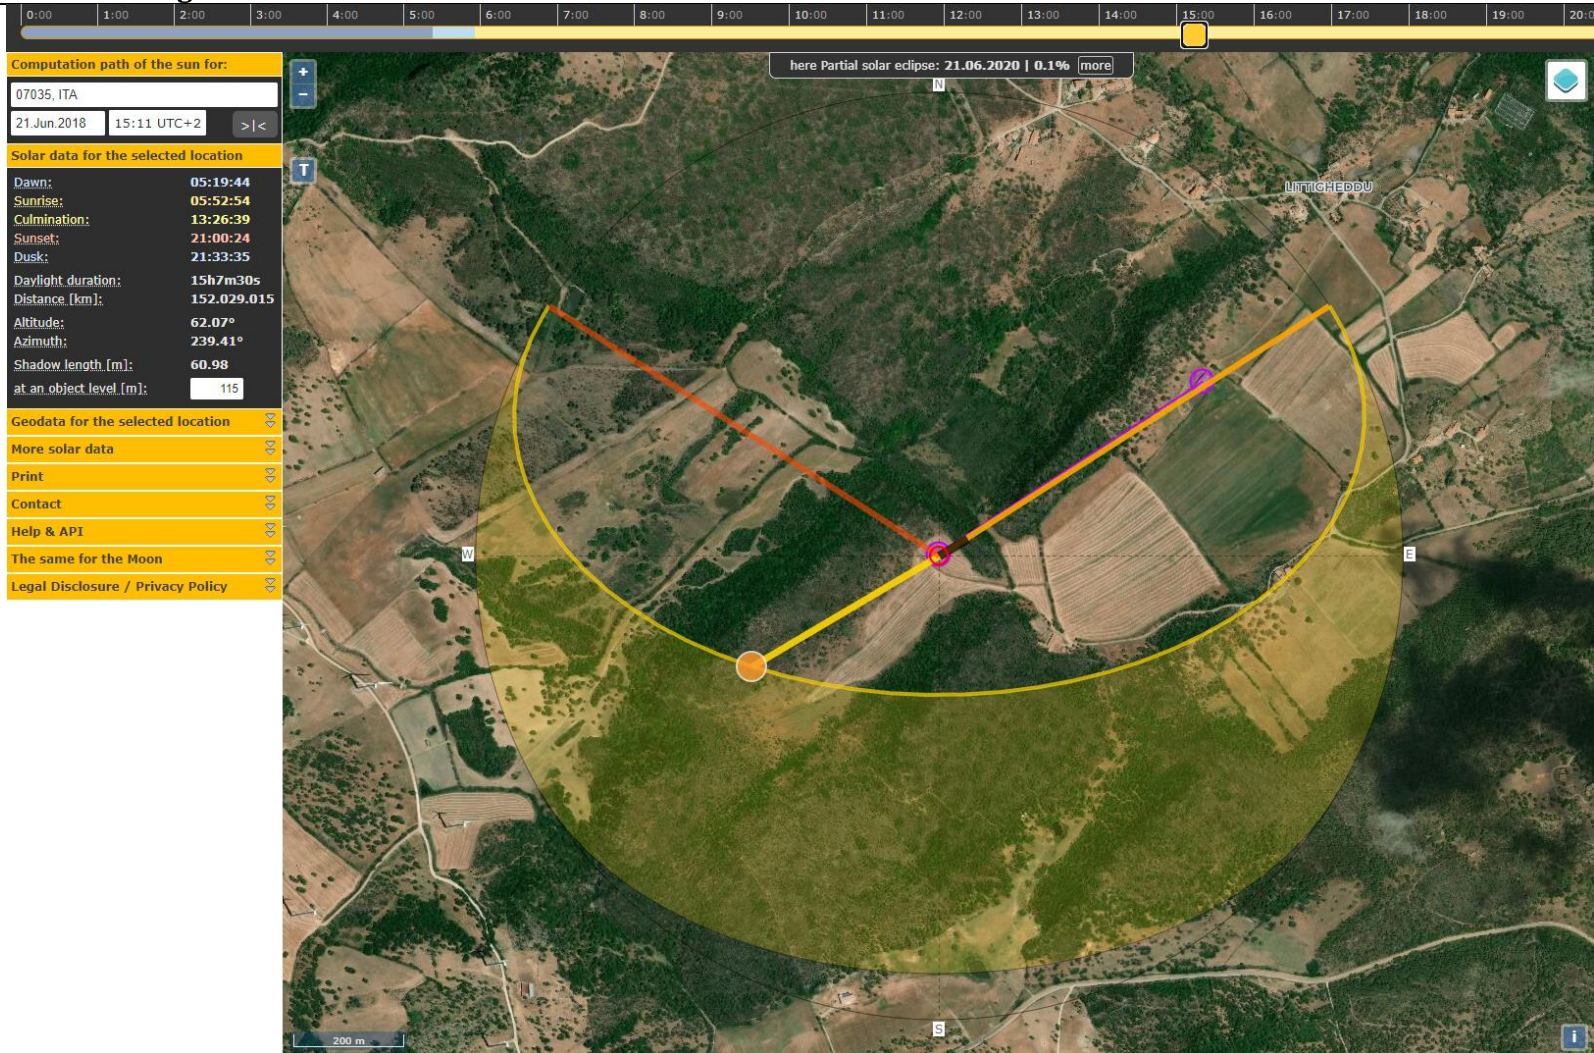 0:00 1:00 2:00 3:00 4:00 5:00 6:00 7:00 8:00 9:00 10:00 11:00 12:00 13:00 14:00 15:00 16:00 17:00 18:00 19:00
Computation path of the sun for:
07035, ITA
21.Jun.2018 15:11 UTC+2 >|<
Solar data for the selected location
Dawn: 05:19:44
Sunrise: 05:52:54
Culmination: 13:26:39
Sunset: 21:00:24
Dusk: 21:33:35
Daylight duration: 15h7m30s
Distance [km]: 152.029.015
Altitude: 62.07°
Azimuth: 239.41°
Shadow length [m]: 60.98
at an object level [m]: 115
Geodata for the selected location
More solar data
Print
Contact
Help & API
The same for the Moon
Legal Disclosure / Privacy Policy
+
−
T
here Partial solar eclipse: 21.06.2020 | 0.1% more
N
LITTICHEDDU
W
E
S
200 m
i